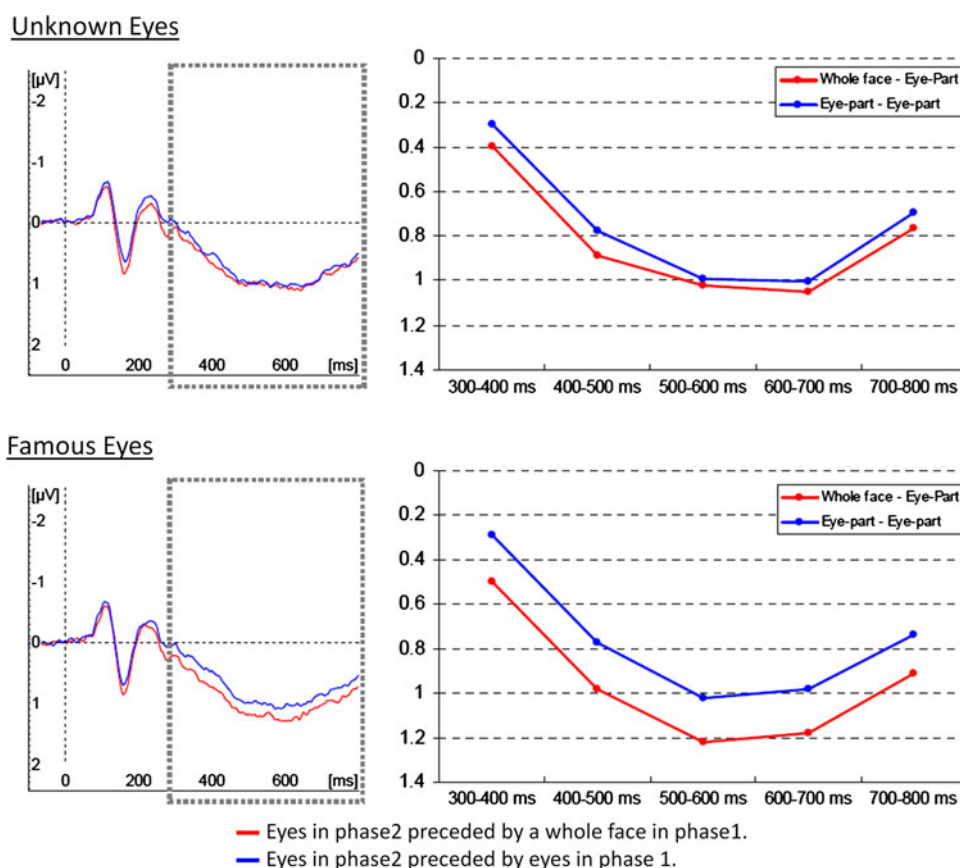 Unknown Eyes
[µV]
-2
-1
0
1
2
0 200 400 600 [ms]
0
0.2
0.4
0.6
0.8
1
1.2
1.4
Whole face - Eye-Part
Eye-part - Eye-part
300-400 ms 400-500 ms 500-600 ms 600-700 ms 700-800 ms
Famous Eyes
[µV]
-2
-1
0
1
2
0 200 400 600 [ms]
0
0.2
0.4
0.6
0.8
1
1.2
1.4
Whole face - Eye-Part
Eye-part - Eye-part
300-400 ms 400-500 ms 500-600 ms 600-700 ms 700-800 ms
Eyes in phase2 preceded by a whole face in phase1.
Eyes in phase2 preceded by eyes in phase 1.